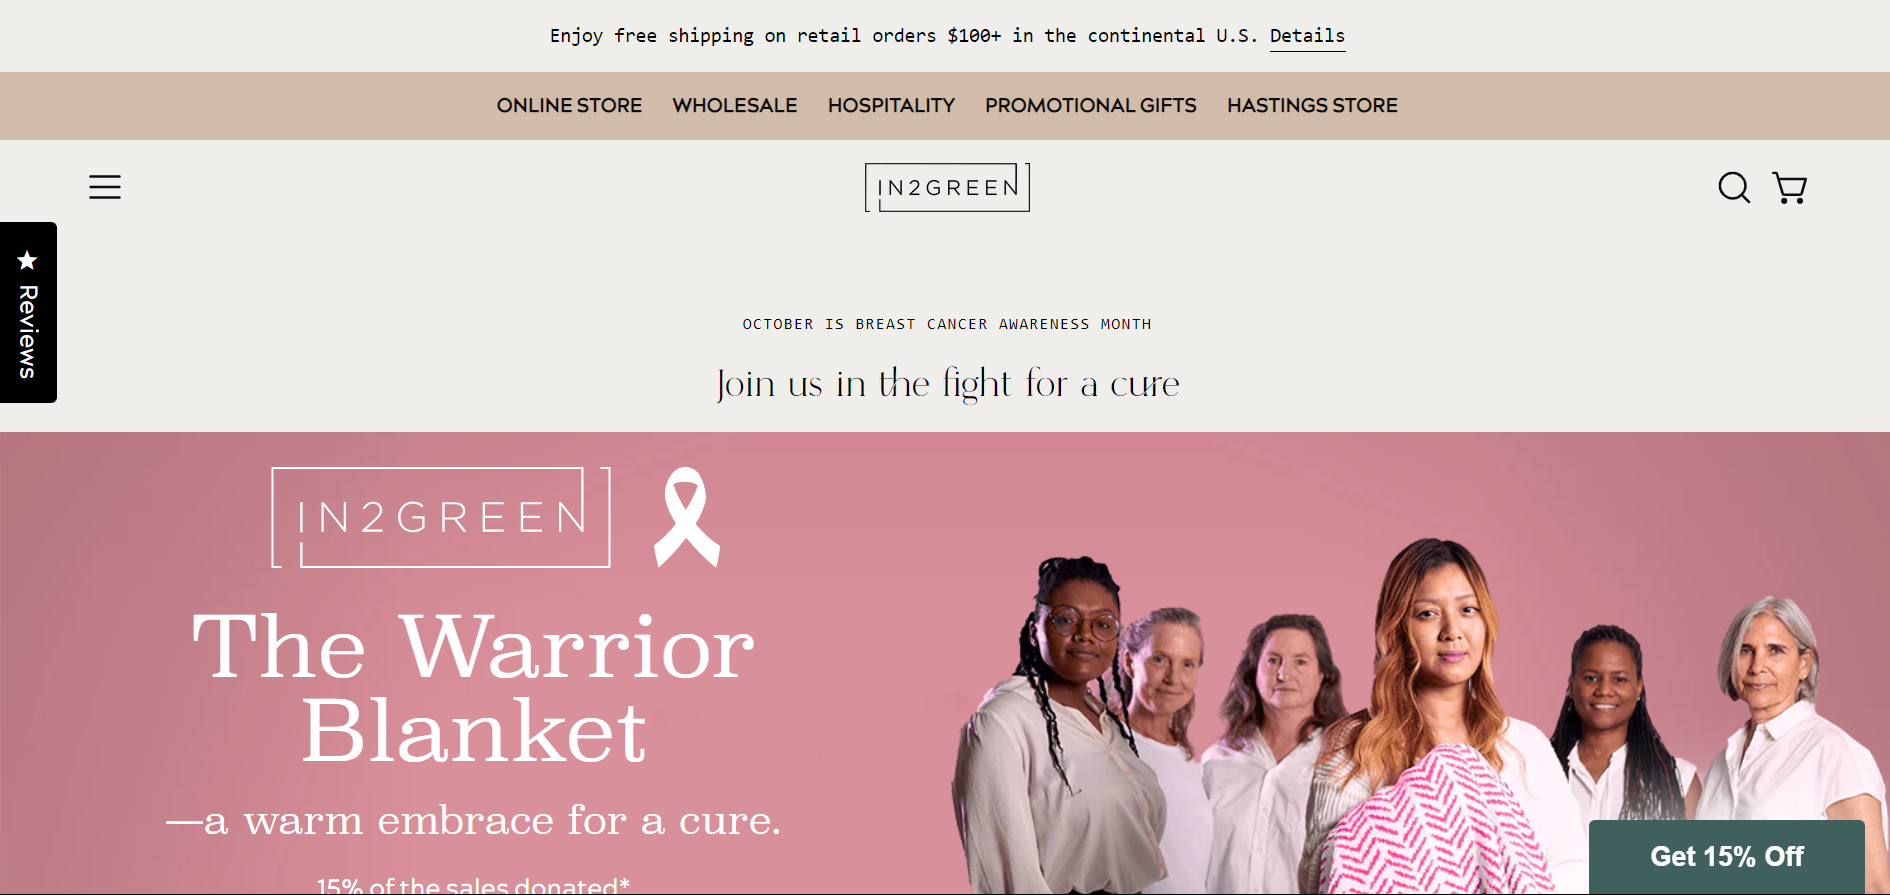 Enjoy free shipping on retail orders $100+ in the continental U.S. Details
ONLINE STORE WHOLESALE HOSPITALITY PROMOTIONAL GIFTS HASTINGS STORE
IN2GREEN
Reviews
OCTOBER IS BREAST CANCER AWARENESS MONTH
Join us in the fight for a cure
IN2GREEN
The Warrior
Blanket
—a warm embrace for a cure.
15% of the sales donated*
Get 15% Off